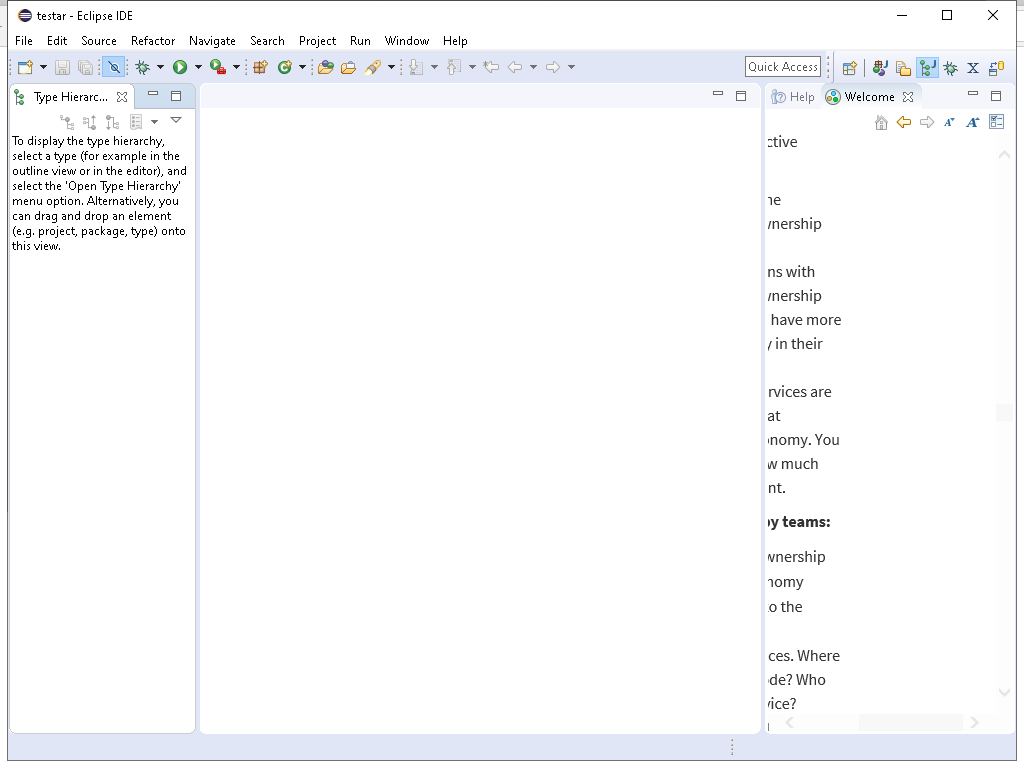 testar - Eclipse IDE
File Edit Source Refactor Navigate Search Project Run Window Help
Quick Access
Type Hierarc...
Help
Welcome
To display the type hierarchy,
select a type (for example in the
outline view or in the editor), and
select the 'Open Type Hierarchy'
menu option. Alternatively, you
can drag and drop an element
(e.g. project, package, type) onto
this view.
ctive
ne
wnership
ns with
wnership
have more
y in their
rvices are
at
onomy. You
w much
nt.
by teams:
wnership
nomy
to the
ces. Where
ode? Who
vice?